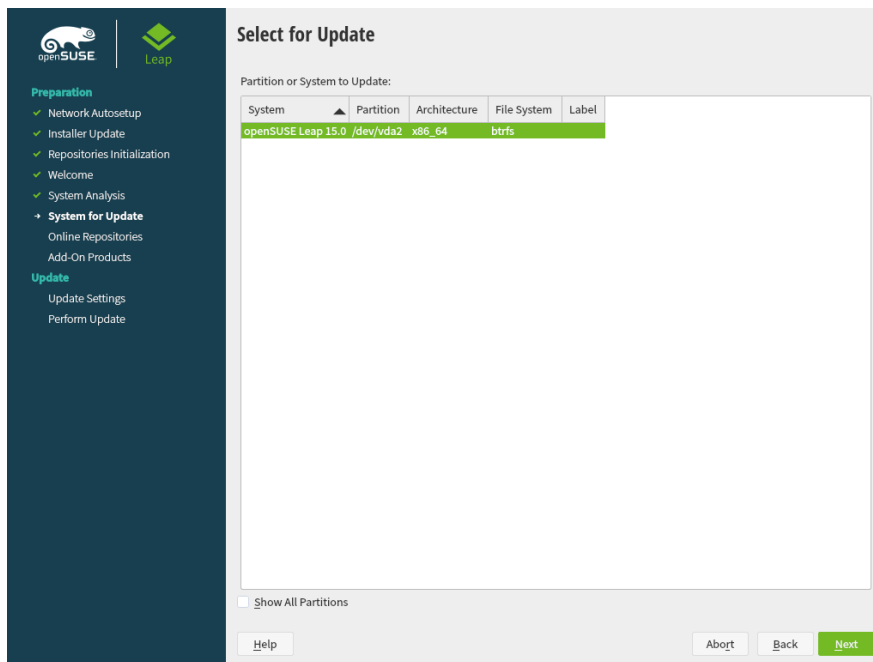 openSUSE
Leap
Preparation
Network Autosetup
Installer Update
Repositories Initialization
Welcome
System Analysis
System for Update
Online Repositories
Add-On Products
Update
Update Settings
Perform Update
Select for Update
Partition or System to Update:
System Partition Architecture File System Label
openSUSE Leap 15.0 /dev/vda2 x86_64 btrfs
Show All Partitions
Help Abort Back Next